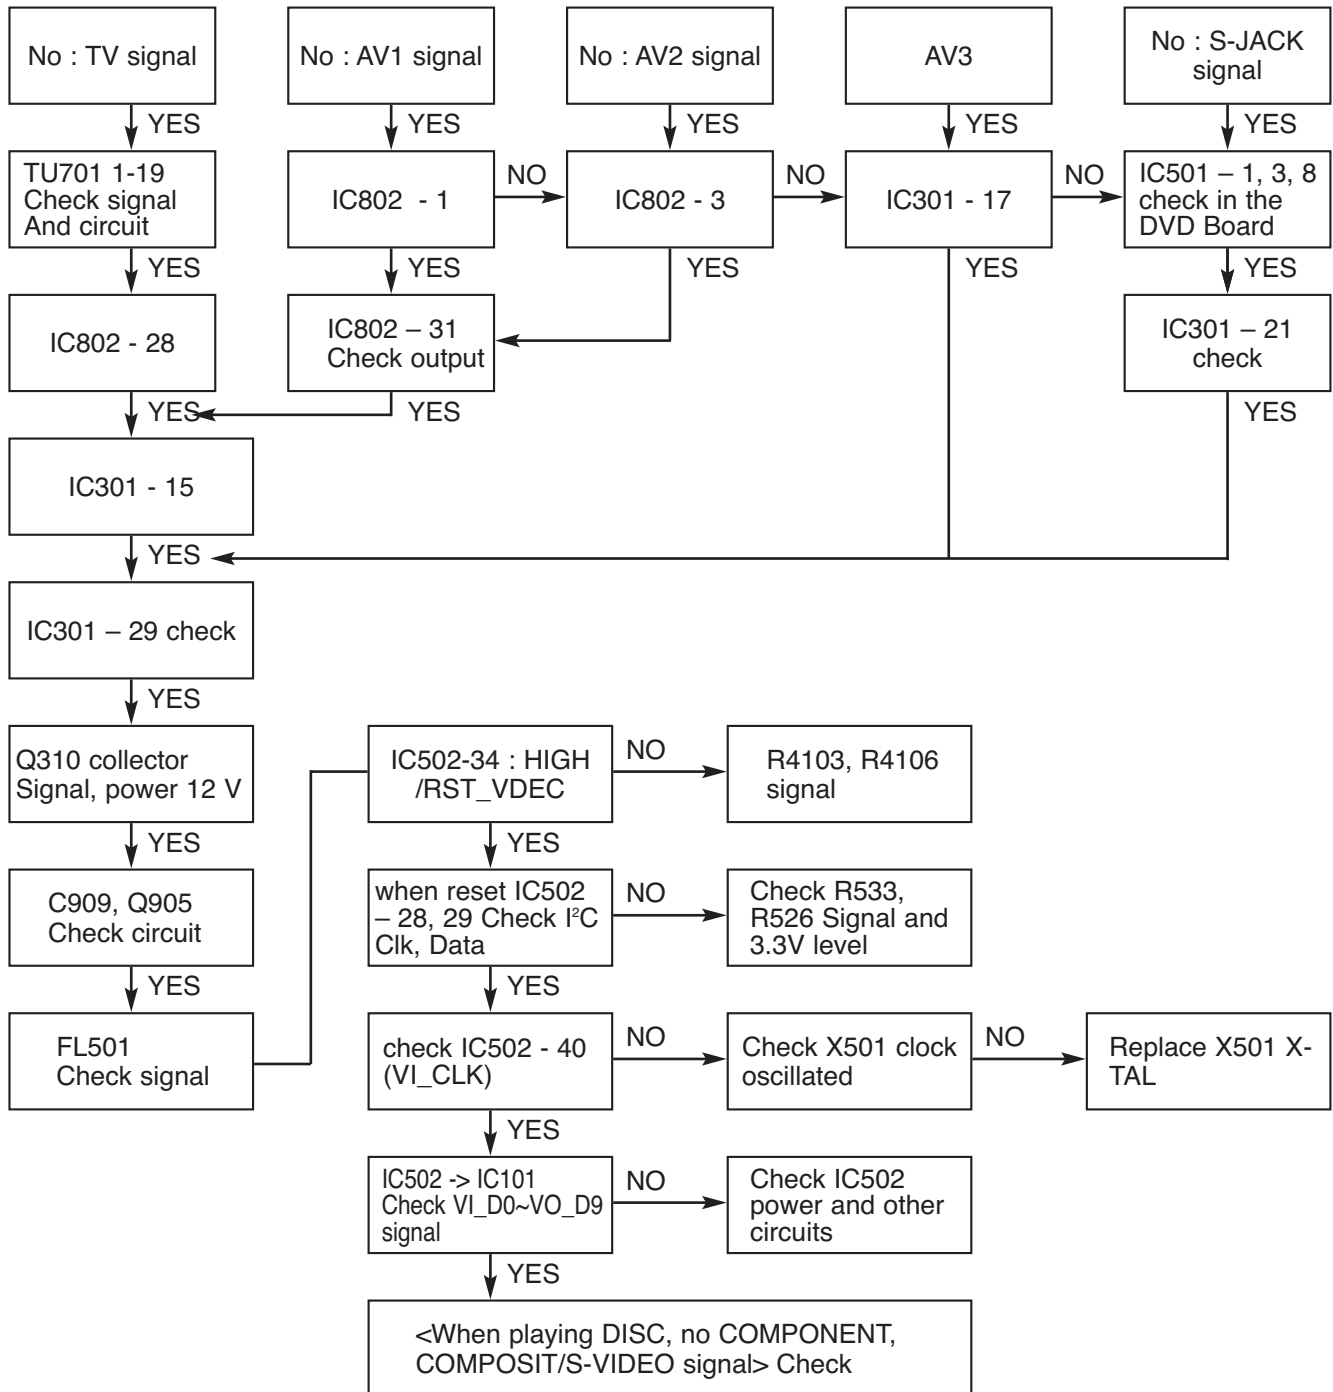 No : TV signal
No : AV1 signal
No : AV2 signal
AV3
No : S-JACK
signal
YES
YES
YES
YES
YES
TU701 1-19
Check signal
And circuit
IC802 - 1
NO
IC802 - 3
NO
IC301 - 17
NO
IC501 – 1, 3, 8
check in the
DVD Board
YES
YES
YES
YES
IC802 - 28
IC802 – 31
Check output
IC301 – 21
check
YES
YES
YES
IC301 - 15
YES
IC301 – 29 check
YES
Q310 collector
Signal, power 12 V
IC502-34 : HIGH
/RST_VDEC
NO
R4103, R4106
signal
YES
YES
C909, Q905
Check circuit
when reset IC502
– 28, 29 Check I²C
Clk, Data
NO
Check R533,
R526 Signal and
3.3V level
YES
YES
FL501
Check signal
check IC502 - 40
(VI_CLK)
NO
Check X501 clock
oscillated
NO
Replace X501 X-
TAL
YES
IC502 -> IC101
Check VI_D0~VO_D9
signal
NO
Check IC502
power and other
circuits
YES
<When playing DISC, no COMPONENT,
COMPOSIT/S-VIDEO signal> Check